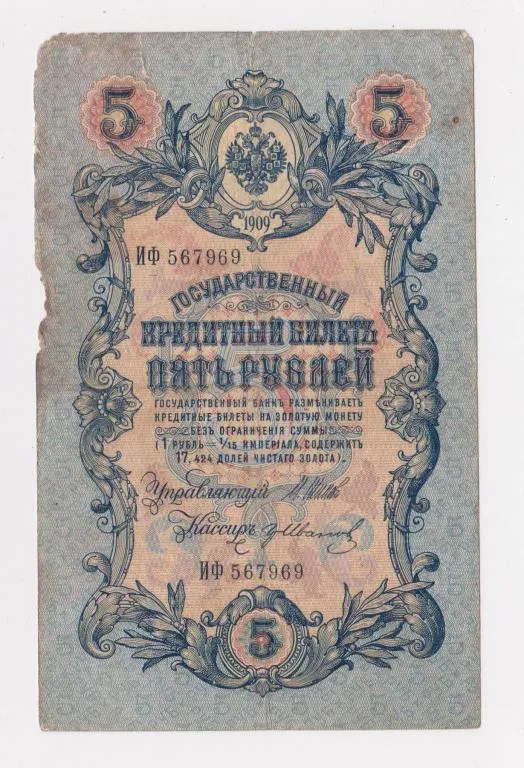 5 5
1909
ИФ 567969
ГОСУДАРСТВЕННЫЙ
КРЕДИТНЫЙ БИЛЕТЪ
ПЯТЬ РУБЛЕЙ
ГОСУДАРСТВЕННЫЙ БАНКЪ РАЗМѢНИВАЕТЪ
КРЕДИТНЫЕ БИЛЕТЫ НА ЗОЛОТУЮ МОНЕТУ
БЕЗЪ ОГРАНИЧЕНІЯ СУММЫ
(1 РУБЛЬ = 1/15 ИМПЕРІАЛА, СОДЕРЖИТЪ
17,424 ДОЛЕЙ ЧИСТАГО ЗОЛОТА).
Управляющій
Кассиръ
ИФ 567969
5